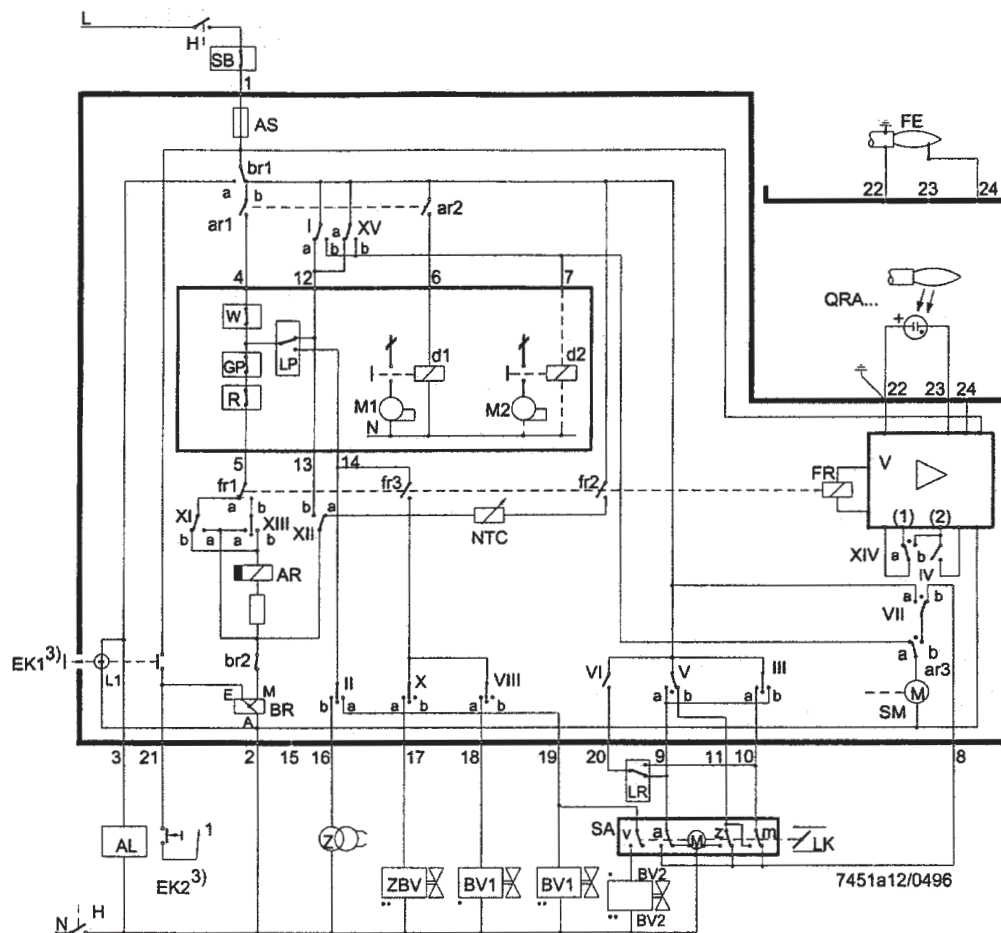 L
H
SB
1
AS
FE
22 23 24
br1
a b
ar1
ar2
I
a b
XV
a b
4 12 6 7
QRA...
+
22 23 24
W
GP
R
LP
d1
M1
N
d2
M2
5 13 14
fr1
fr3
fr2
FR
V
(1) (2)
XI
a b
XIII
b a a b
b a
XII
NTC
XIV
a b
IV
AR
a b
VII
a b
ar3
M
SM
EK1 3)
L1
br2
E M
BR
A
II
b a
X
a b
VIII
a b
VI
V
a b
III
a b
3 21 2 15 16 17 18 19 20 9 11 10 8
LR
AL
1
EK2 3)
Z
SA
v a M z m
LK
ZBV
BV1
BV1
BV2
BV2
7451a12/0496
N H